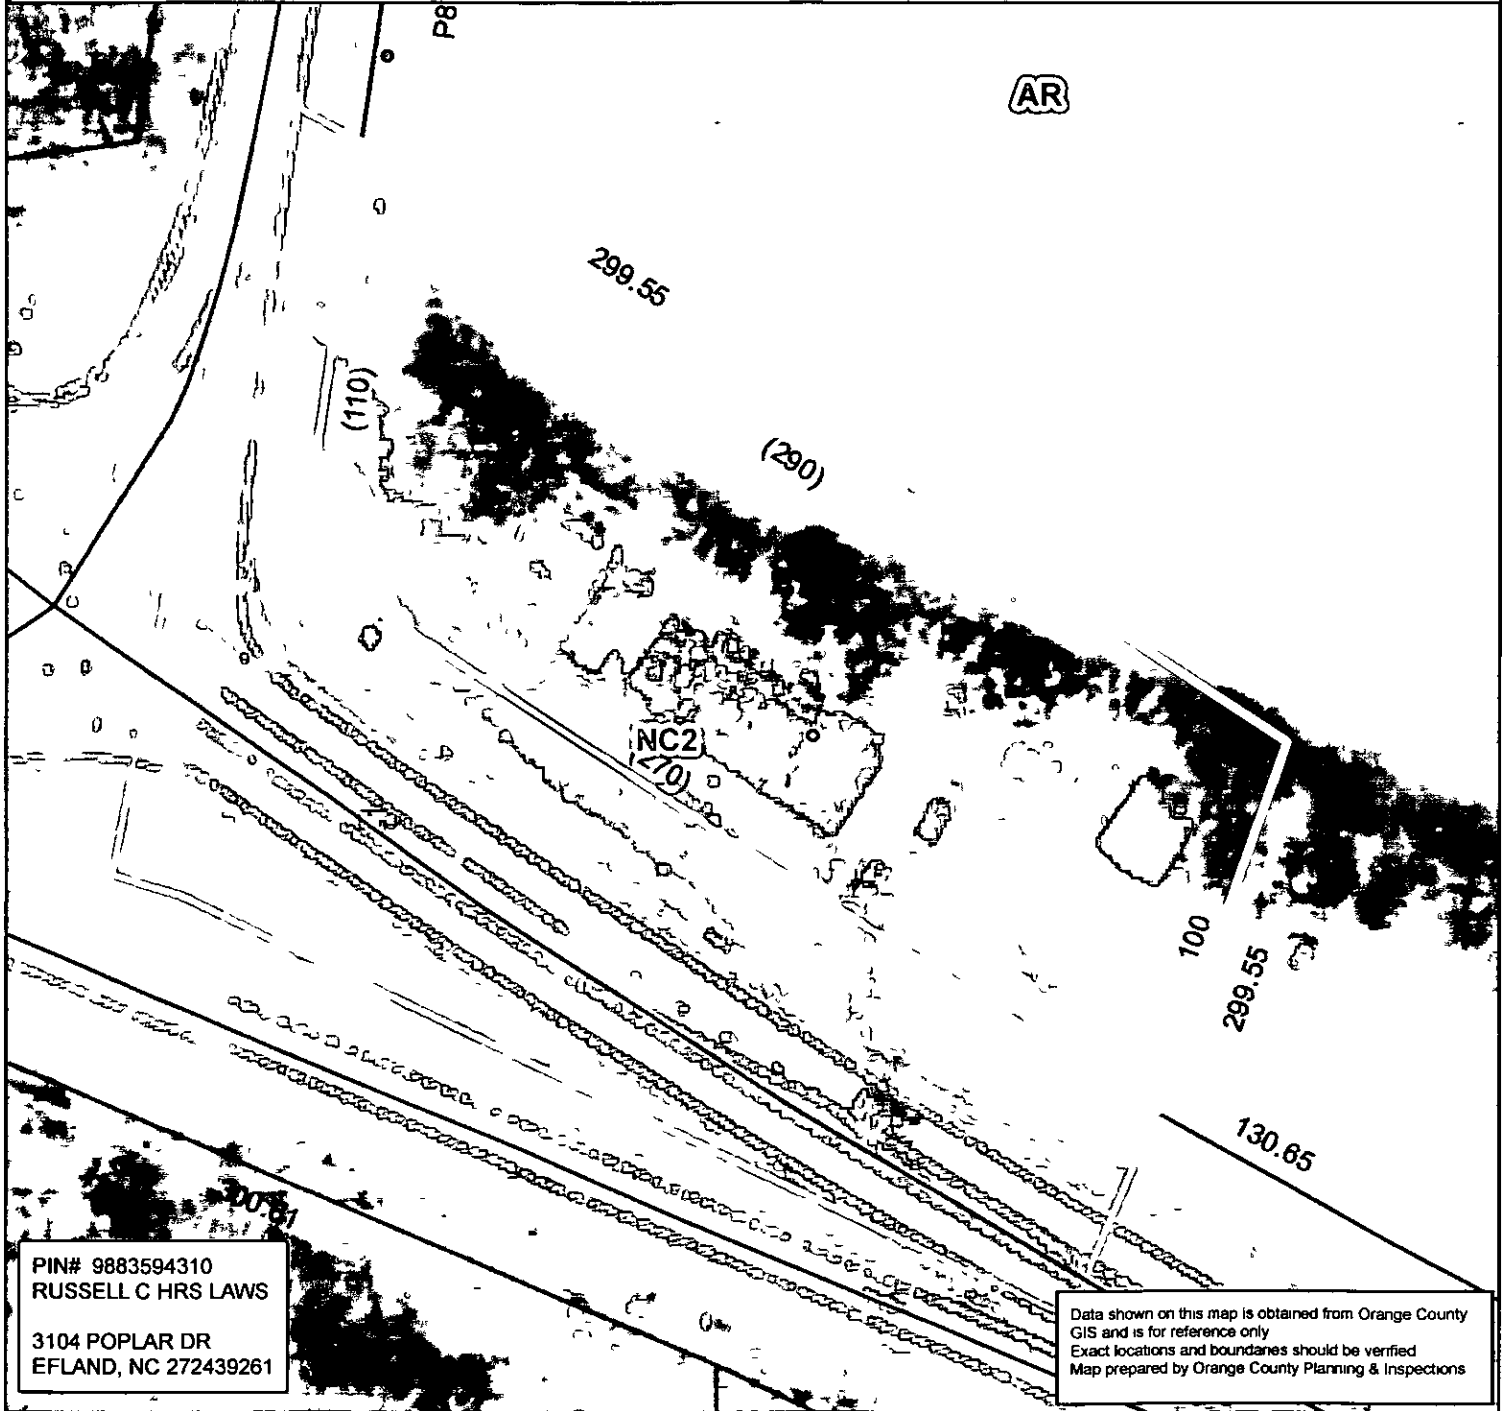 P8
AR
299.55
(110)
(290)
NC2
(270)
100
299.55
130.65
PIN# 9883594310
RUSSELL C HRS LAWS
3104 POPLAR DR
EFLAND, NC 272439261
Data shown on this map is obtained from Orange County
GIS and is for reference only
Exact locations and boundaries should be verified
Map prepared by Orange County Planning & Inspections